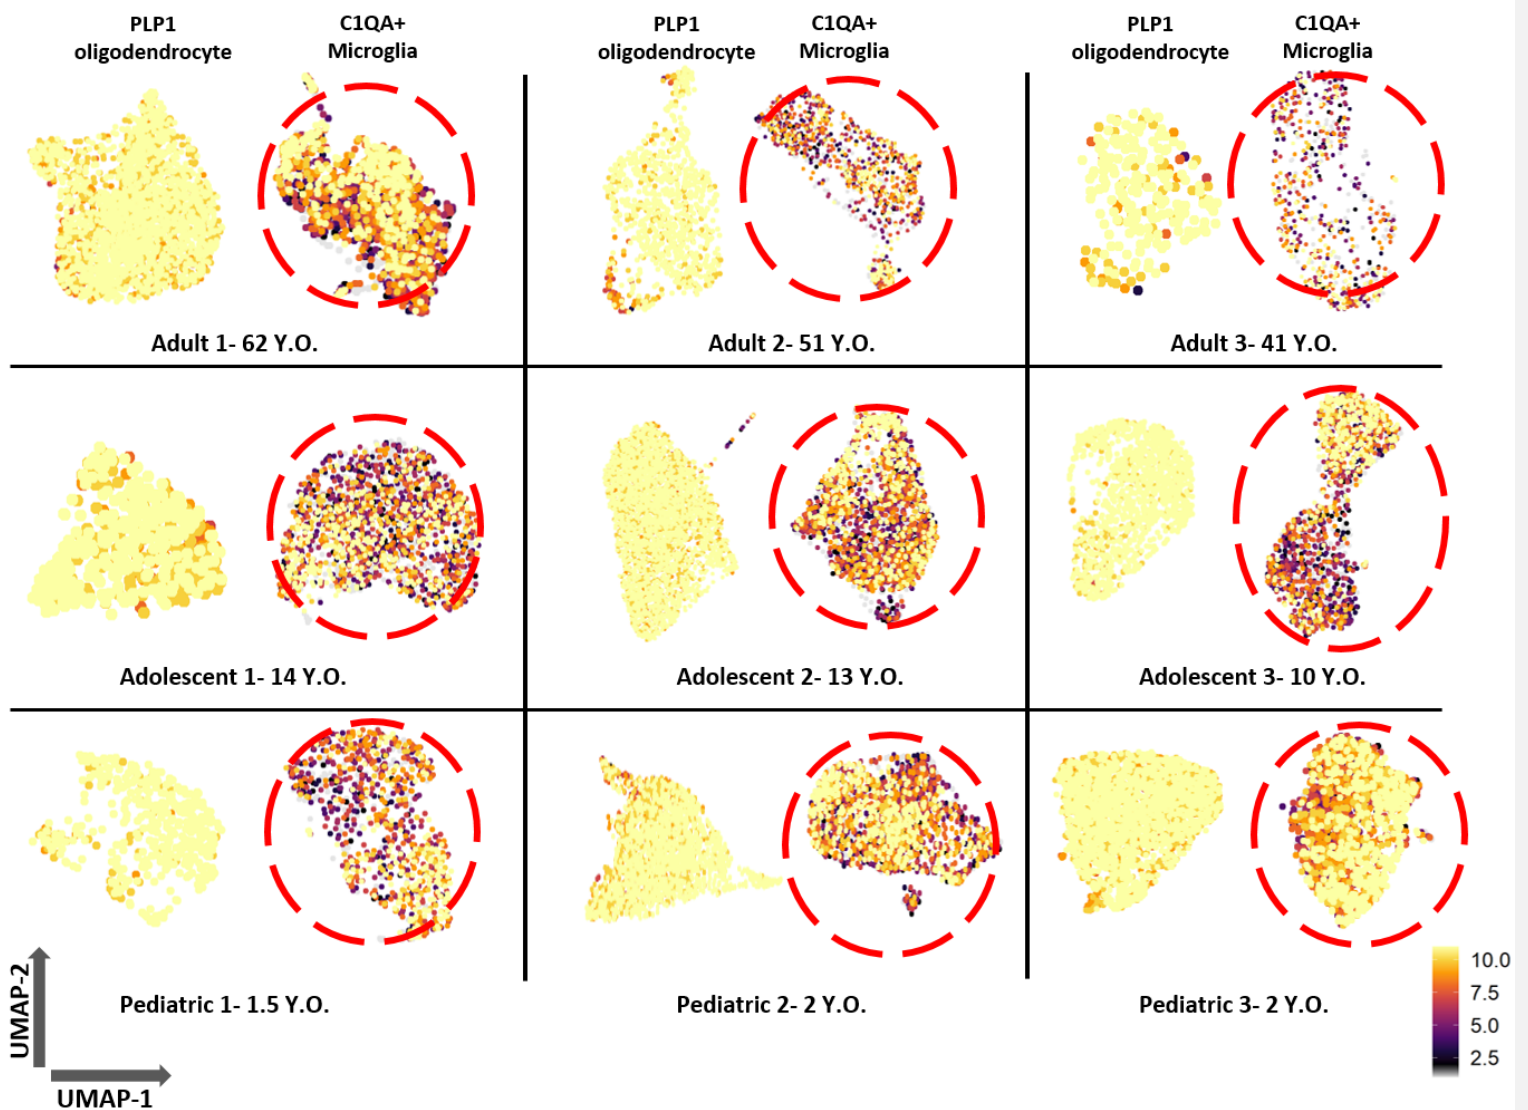 PLP1
oligodendrocyte
C1QA+
Microglia
PLP1
oligodendrocyte
C1QA+
Microglia
PLP1
oligodendrocyte
C1QA+
Microglia
Adult 1- 62 Y.O.
Adult 2- 51 Y.O.
Adult 3- 41 Y.O.
Adolescent 1- 14 Y.O.
Adolescent 2- 13 Y.O.
Adolescent 3- 10 Y.O.
Pediatric 1- 1.5 Y.O.
Pediatric 2- 2 Y.O.
Pediatric 3- 2 Y.O.
UMAP-2
UMAP-1
10.0
7.5
5.0
2.5